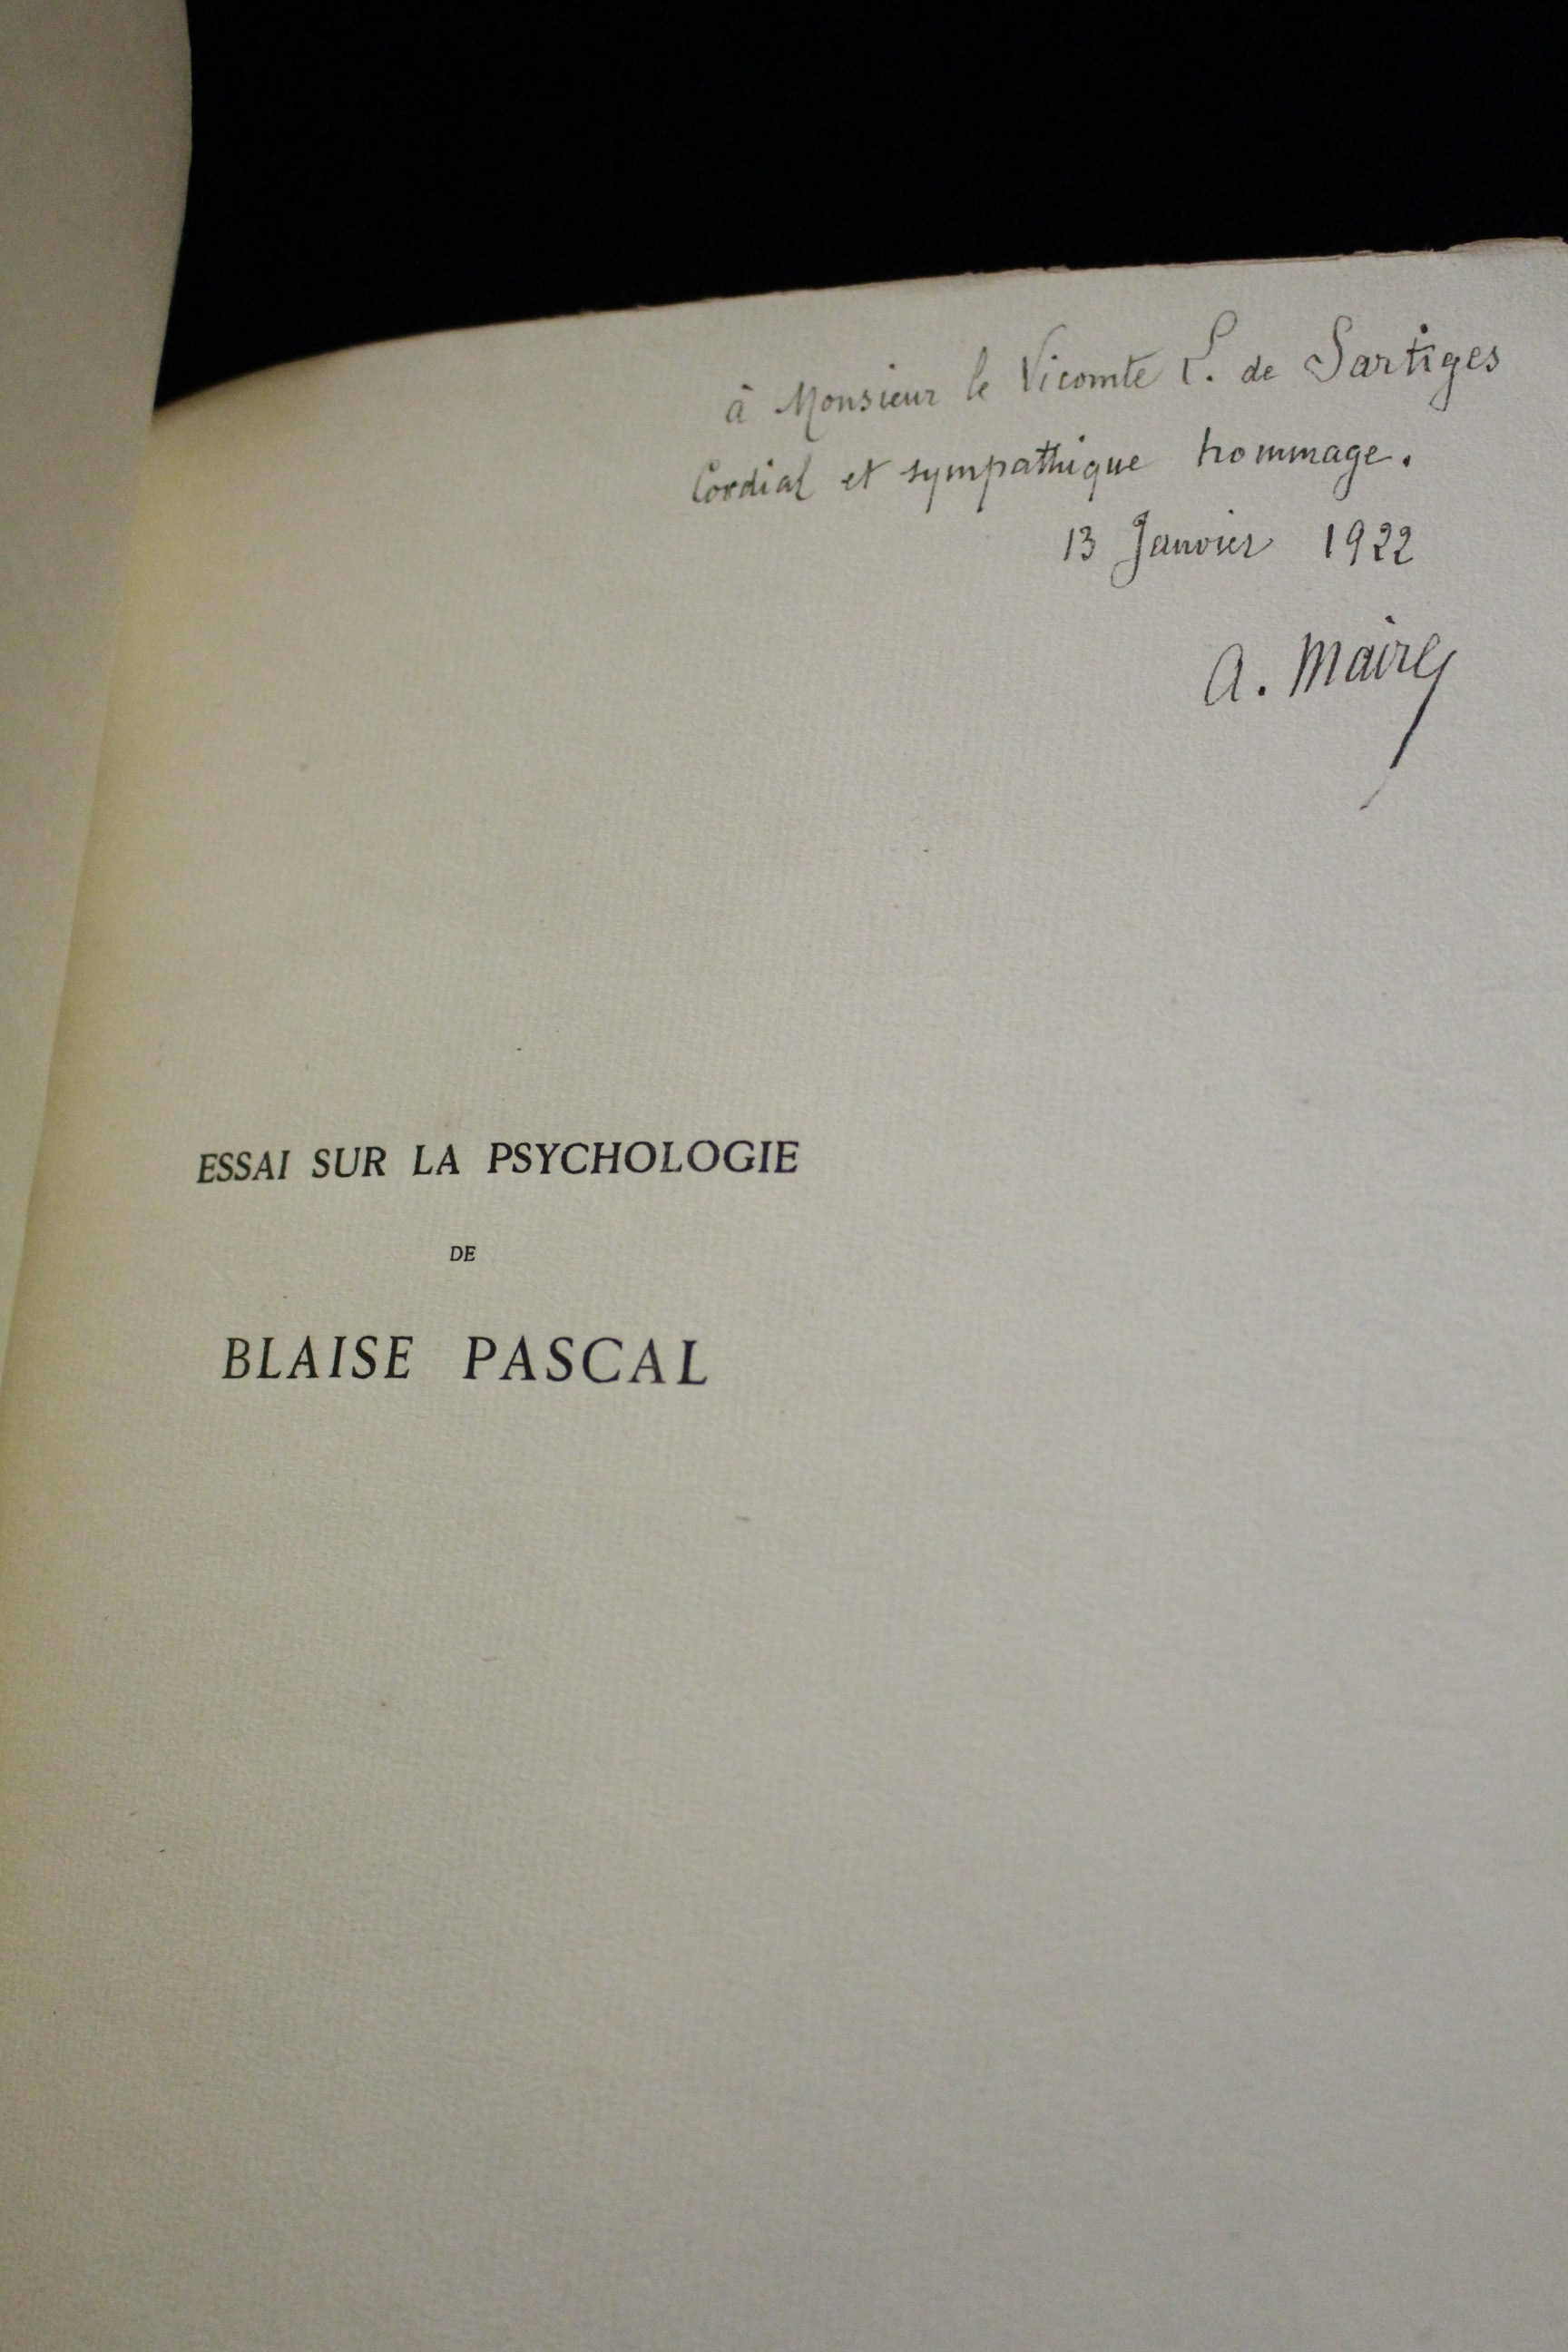 à Monsieur le Vicomte L. de Sartiges
Cordial et sympathique hommage.
13 Janvier 1922
A. Maire
ESSAI SUR LA PSYCHOLOGIE
DE
BLAISE PASCAL